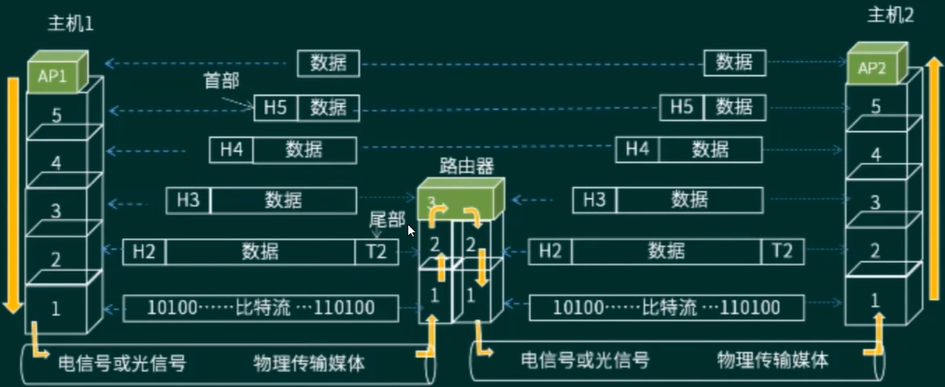 主机1
主机2
AP1
数据
数据
AP2
首部
5
H5 数据
H5 数据
5
4
H4 数据
H4 数据
4
路由器
3
H3 数据
3
H3 数据
3
尾部
2
H2 数据 T2
2 2
H2 数据 T2
2
1
10100……比特流…110100
1 1
10100……比特流…110100
1
电信号或光信号 物理传输媒体
电信号或光信号 物理传输媒体